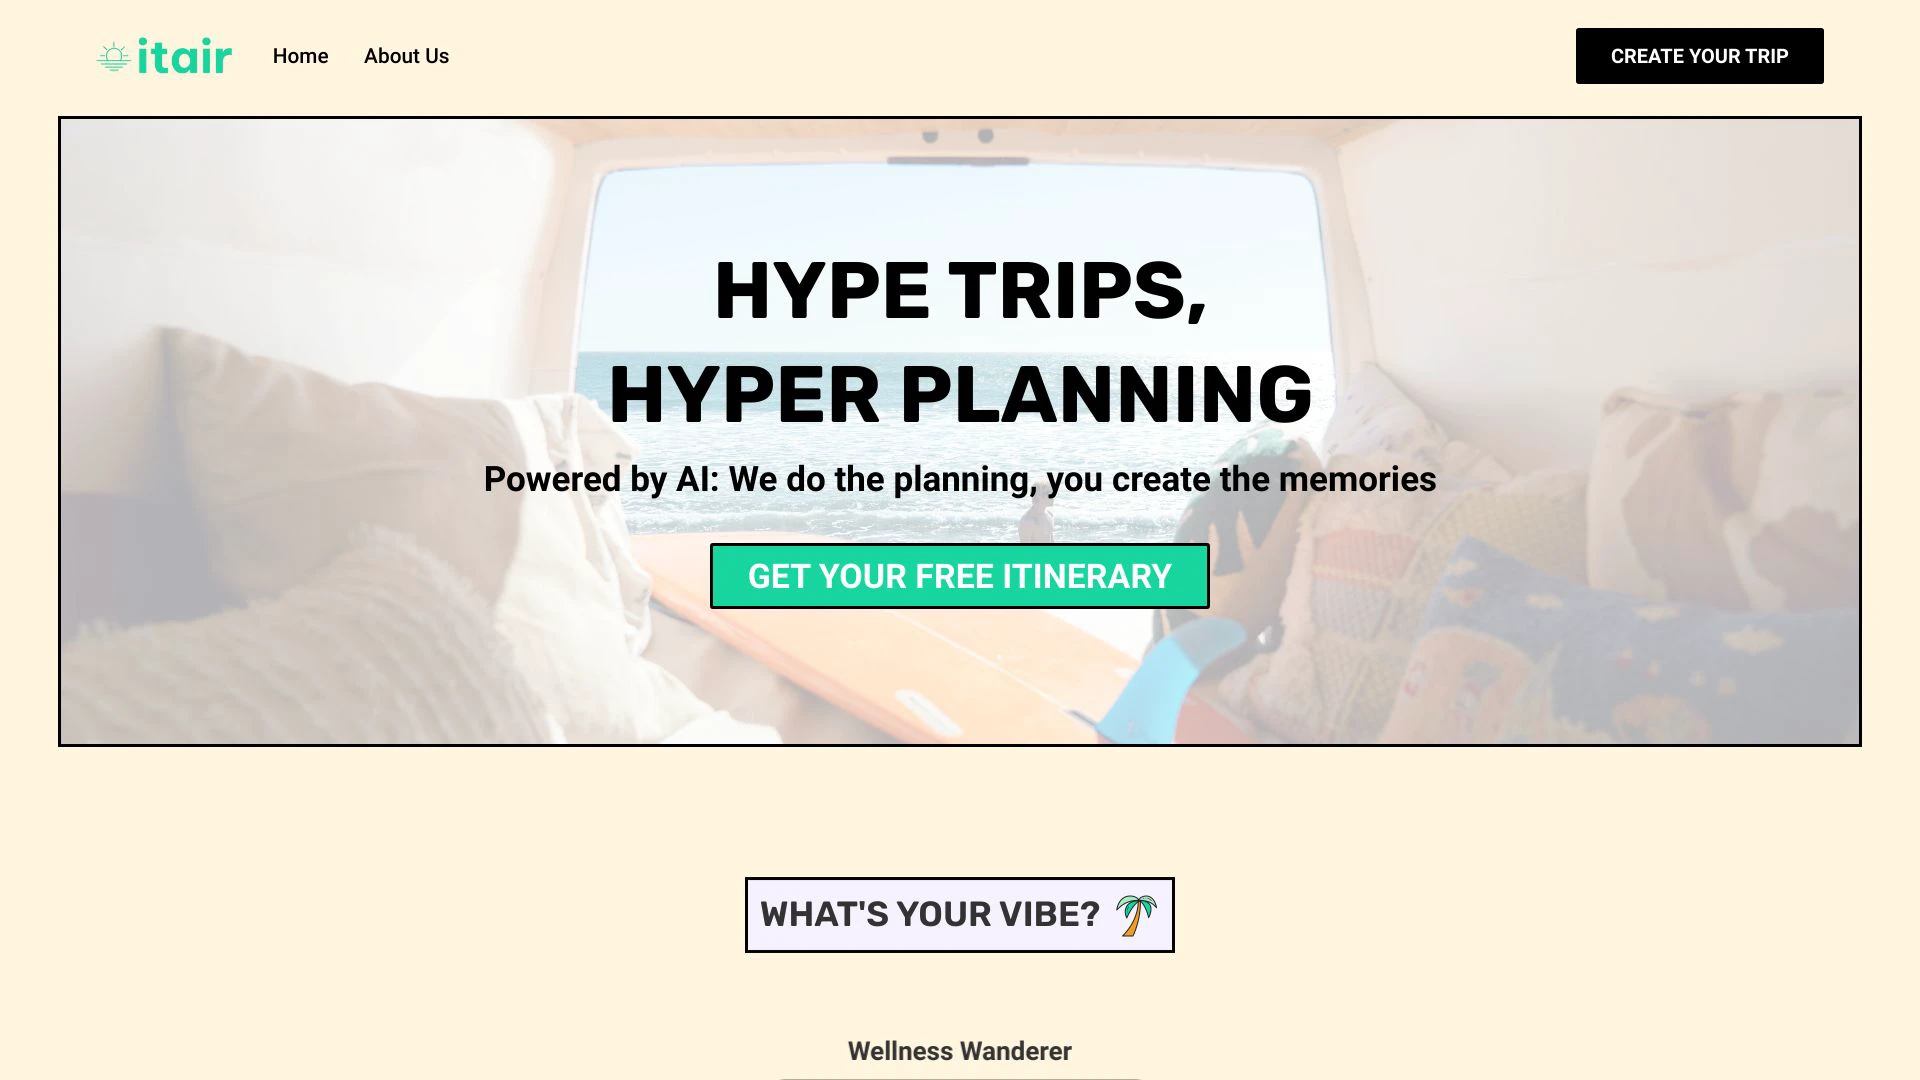 itair
Home
About Us
CREATE YOUR TRIP
HYPE TRIPS,
HYPER PLANNING
Powered by AI: We do the planning, you create the memories
GET YOUR FREE ITINERARY
WHAT'S YOUR VIBE?
Wellness Wanderer